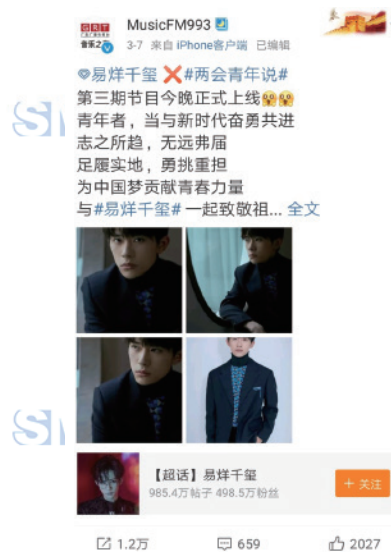 GRT
音乐之
MusicFM993
3-7 来自 iPhone客户端 已编辑
易烊千玺 ❌#两会青年说#
第三期节目今晚正式上线😱😱
青年者，当与新时代奋勇共进
志之所趋，无远弗届
足履实地，勇挑重担
为中国梦贡献青春力量
与#易烊千玺# 一起致敬祖... 全文
【超话】易烊千玺
985.4万帖子 498.5万粉丝
+ 关注
1.2万
659
2027